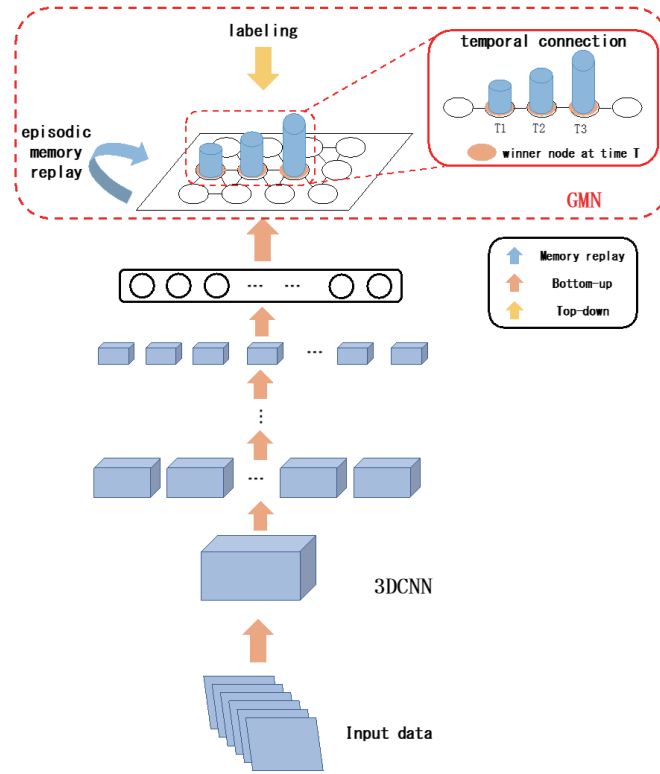 labeling
temporal connection
T1 T2 T3
winner node at time T
episodic
memory
replay
GMN
··· ···
Memory replay
Bottom-up
Top-down
···
···
3DCNN
Input data